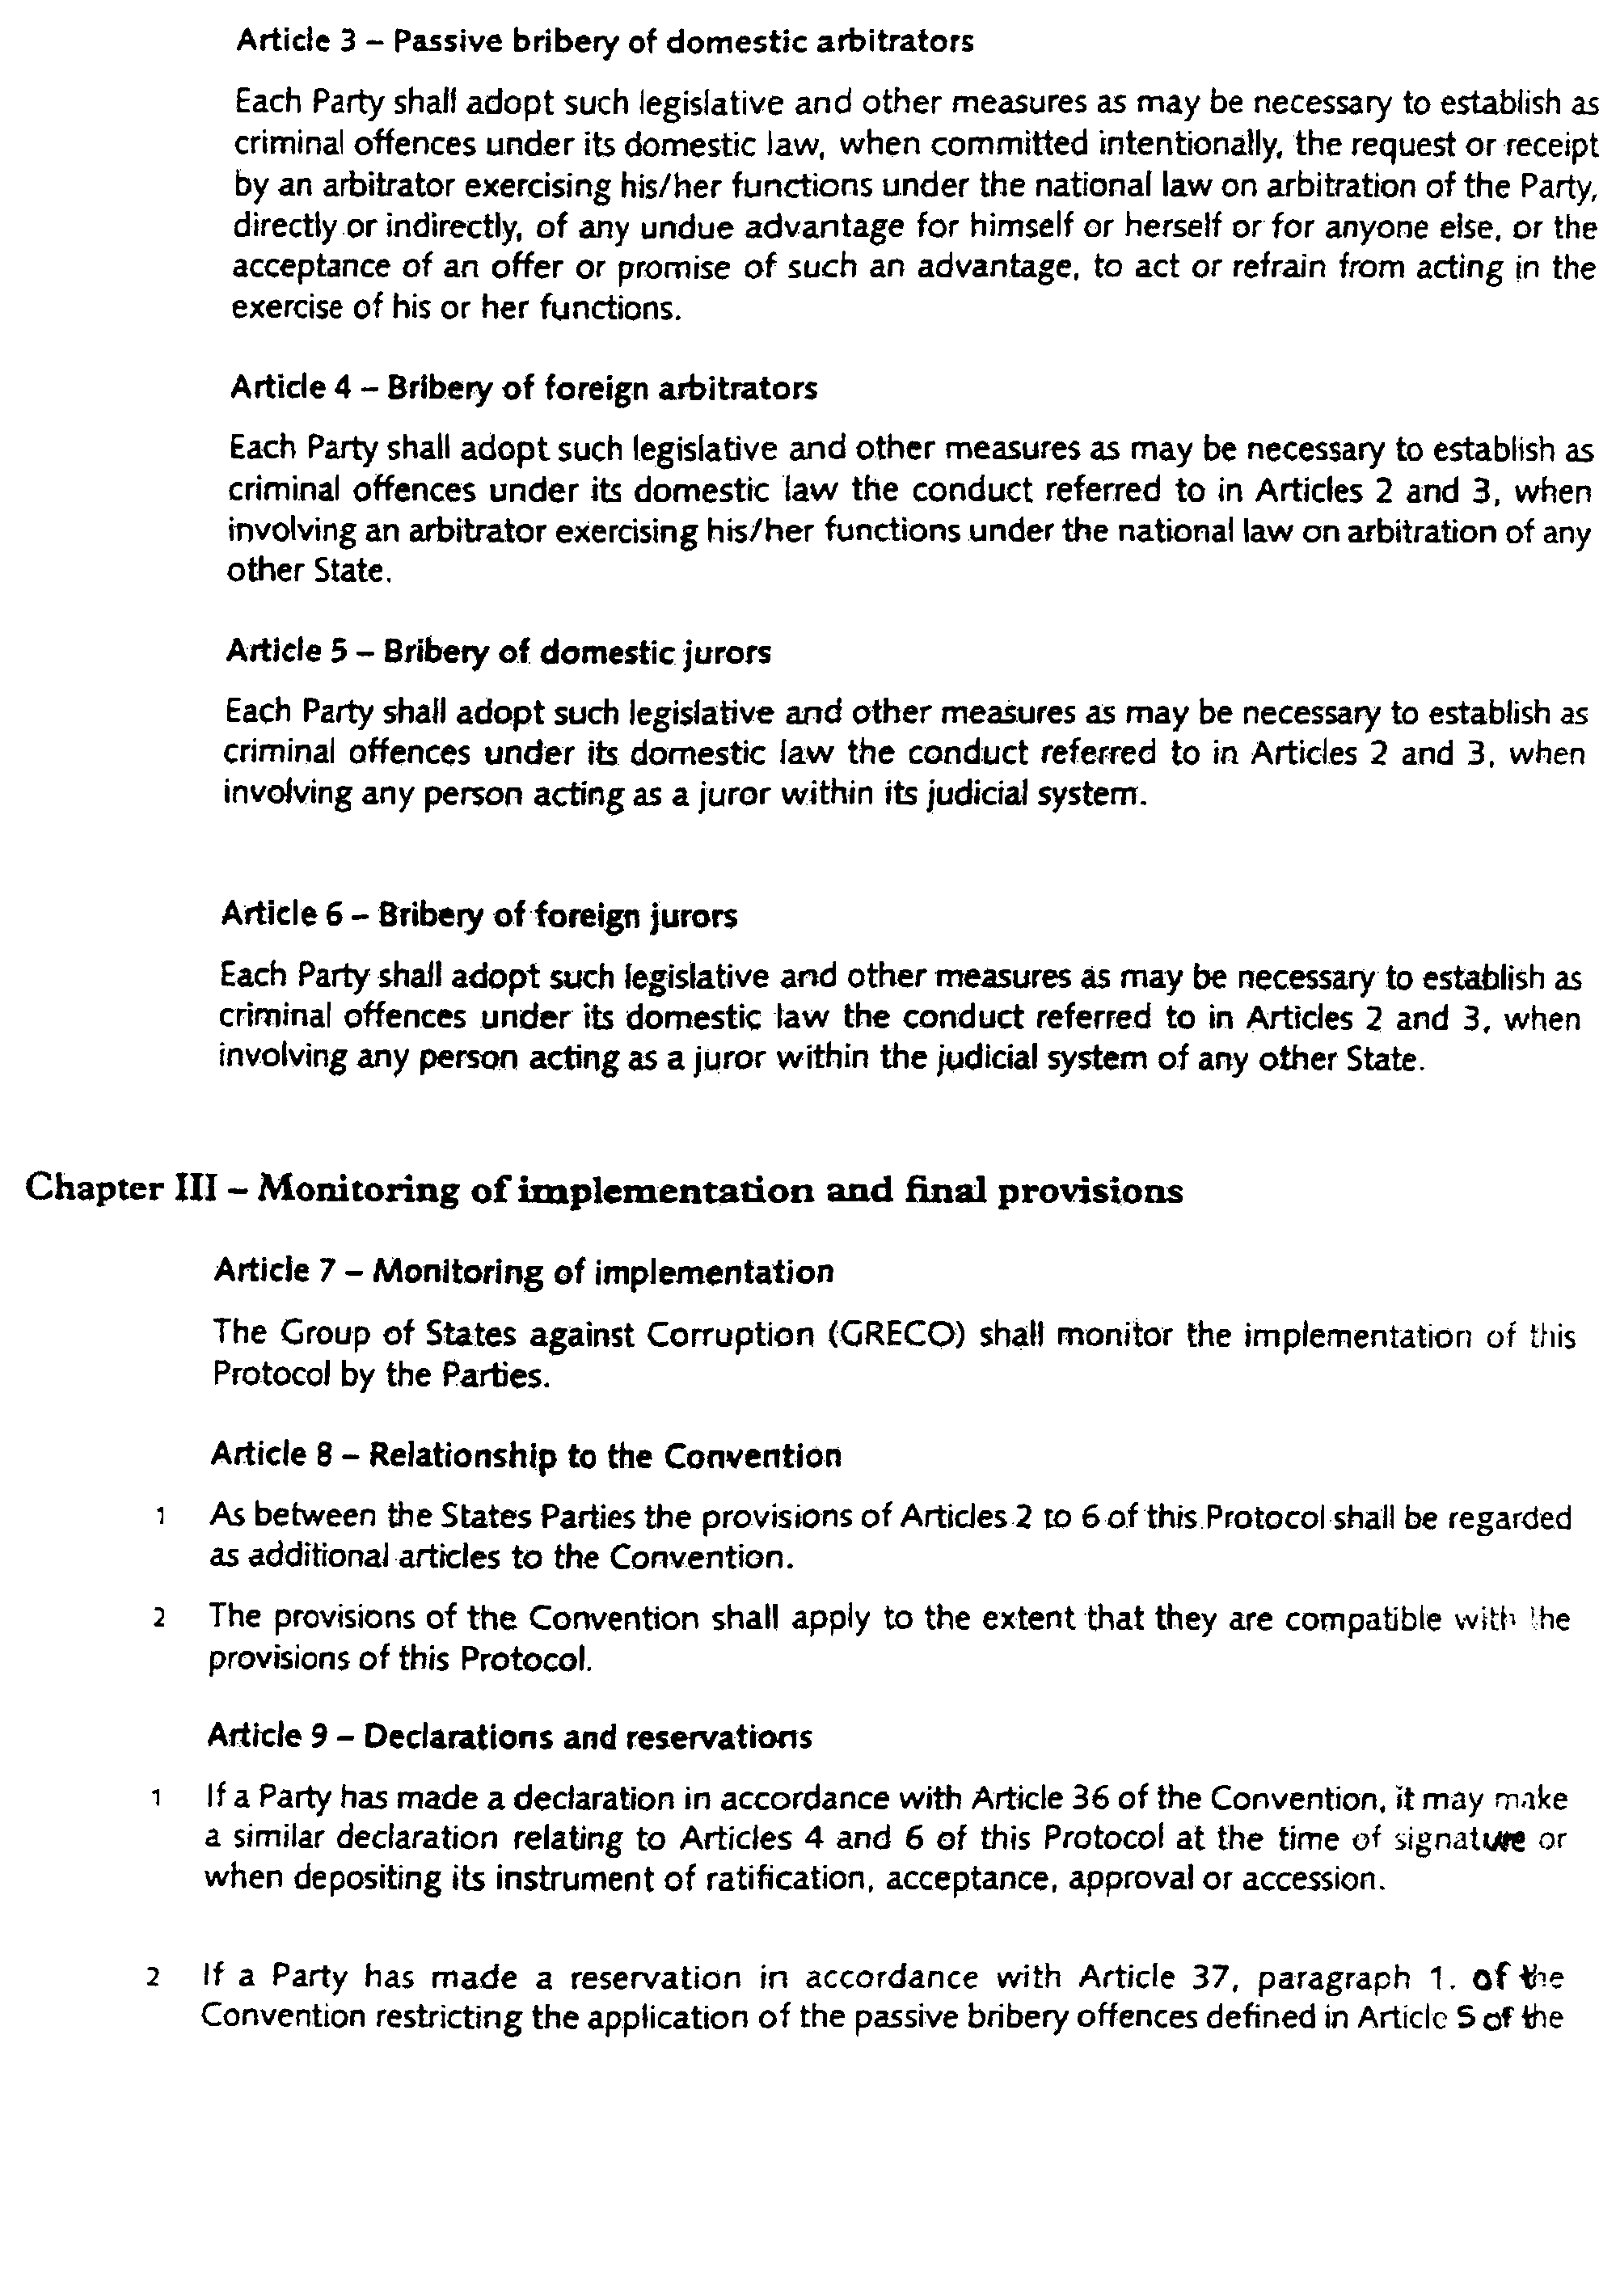 Article 3 – Passive bribery of domestic arbitrators
Each Party shall adopt such legislative and other measures as may be necessary to establish as
criminal offences under its domestic law, when committed intentionally, the request or receipt
by an arbitrator exercising his/her functions under the national law on arbitration of the Party,
directly or indirectly, of any undue advantage for himself or herself or for anyone else, or the
acceptance of an offer or promise of such an advantage, to act or refrain from acting in the
exercise of his or her functions.
Article 4 – Bribery of foreign arbitrators
Each Party shall adopt such legislative and other measures as may be necessary to establish as
criminal offences under its domestic law the conduct referred to in Articles 2 and 3, when
involving an arbitrator exercising his/her functions under the national law on arbitration of any
other State.
Article 5 – Bribery of domestic jurors
Each Party shall adopt such legislative and other measures as may be necessary to establish as
criminal offences under its domestic law the conduct referred to in Articles 2 and 3, when
involving any person acting as a juror within its judicial system.
Article 6 – Bribery of foreign jurors
Each Party shall adopt such legislative and other measures as may be necessary to establish as
criminal offences under its domestic law the conduct referred to in Articles 2 and 3, when
involving any person acting as a juror within the judicial system of any other State.
Chapter III – Monitoring of implementation and final provisions
Article 7 – Monitoring of implementation
The Group of States against Corruption (GRECO) shall monitor the implementation of this
Protocol by the Parties.
Article 8 – Relationship to the Convention
1 As between the States Parties the provisions of Articles 2 to 6 of this Protocol shall be regarded
as additional articles to the Convention.
2 The provisions of the Convention shall apply to the extent that they are compatible with the
provisions of this Protocol.
Article 9 – Declarations and reservations
1 If a Party has made a declaration in accordance with Article 36 of the Convention, it may make
a similar declaration relating to Articles 4 and 6 of this Protocol at the time of signature or
when depositing its instrument of ratification, acceptance, approval or accession.
2 If a Party has made a reservation in accordance with Article 37, paragraph 1. of the
Convention restricting the application of the passive bribery offences defined in Article 5 of the